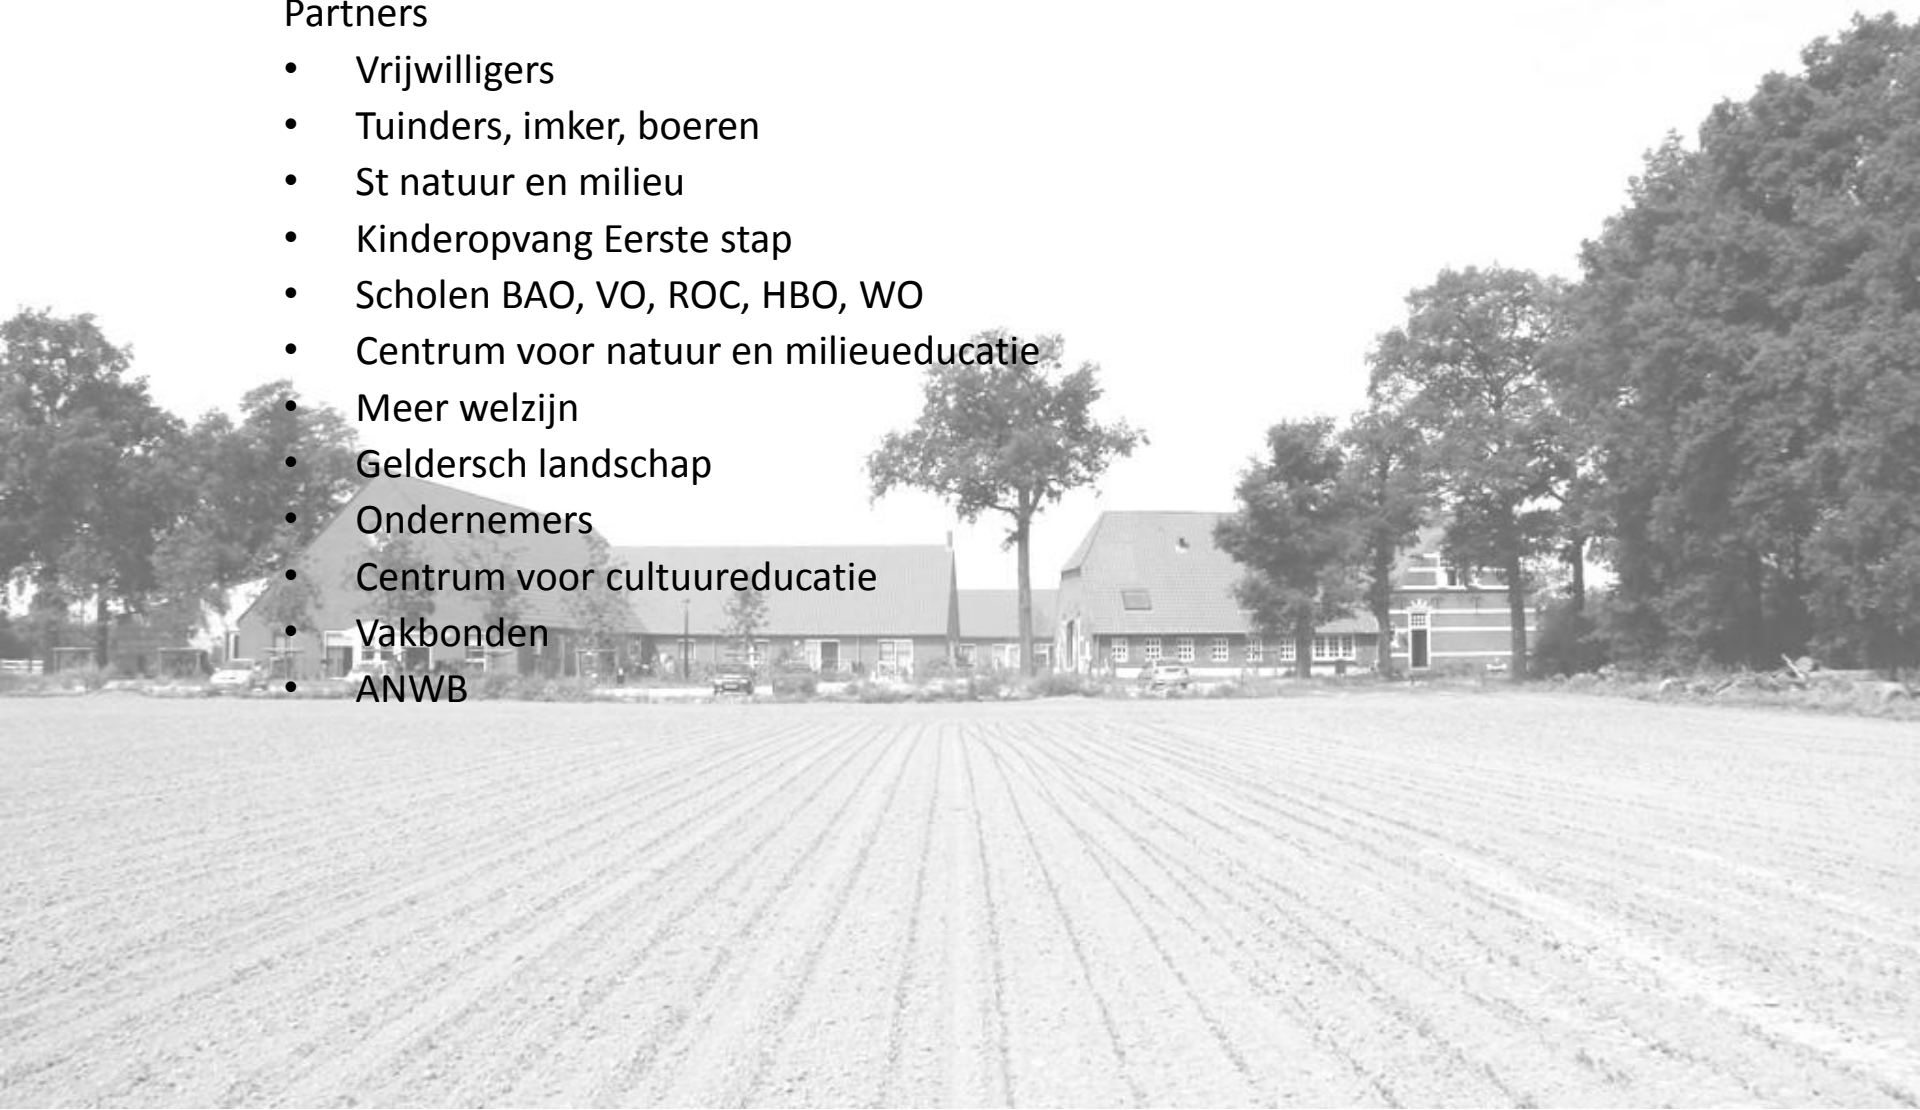 Partners
• Vrijwilligers
• Tuinders, imker, boeren
• St natuur en milieu
• Kinderopvang Eerste stap
• Scholen BAO, VO, ROC, HBO, WO
• Centrum voor natuur en milieueducatie
• Meer welzijn
• Geldersch landschap
• Ondernemers
• Centrum voor cultuureducatie
• Vakbonden
• ANWB